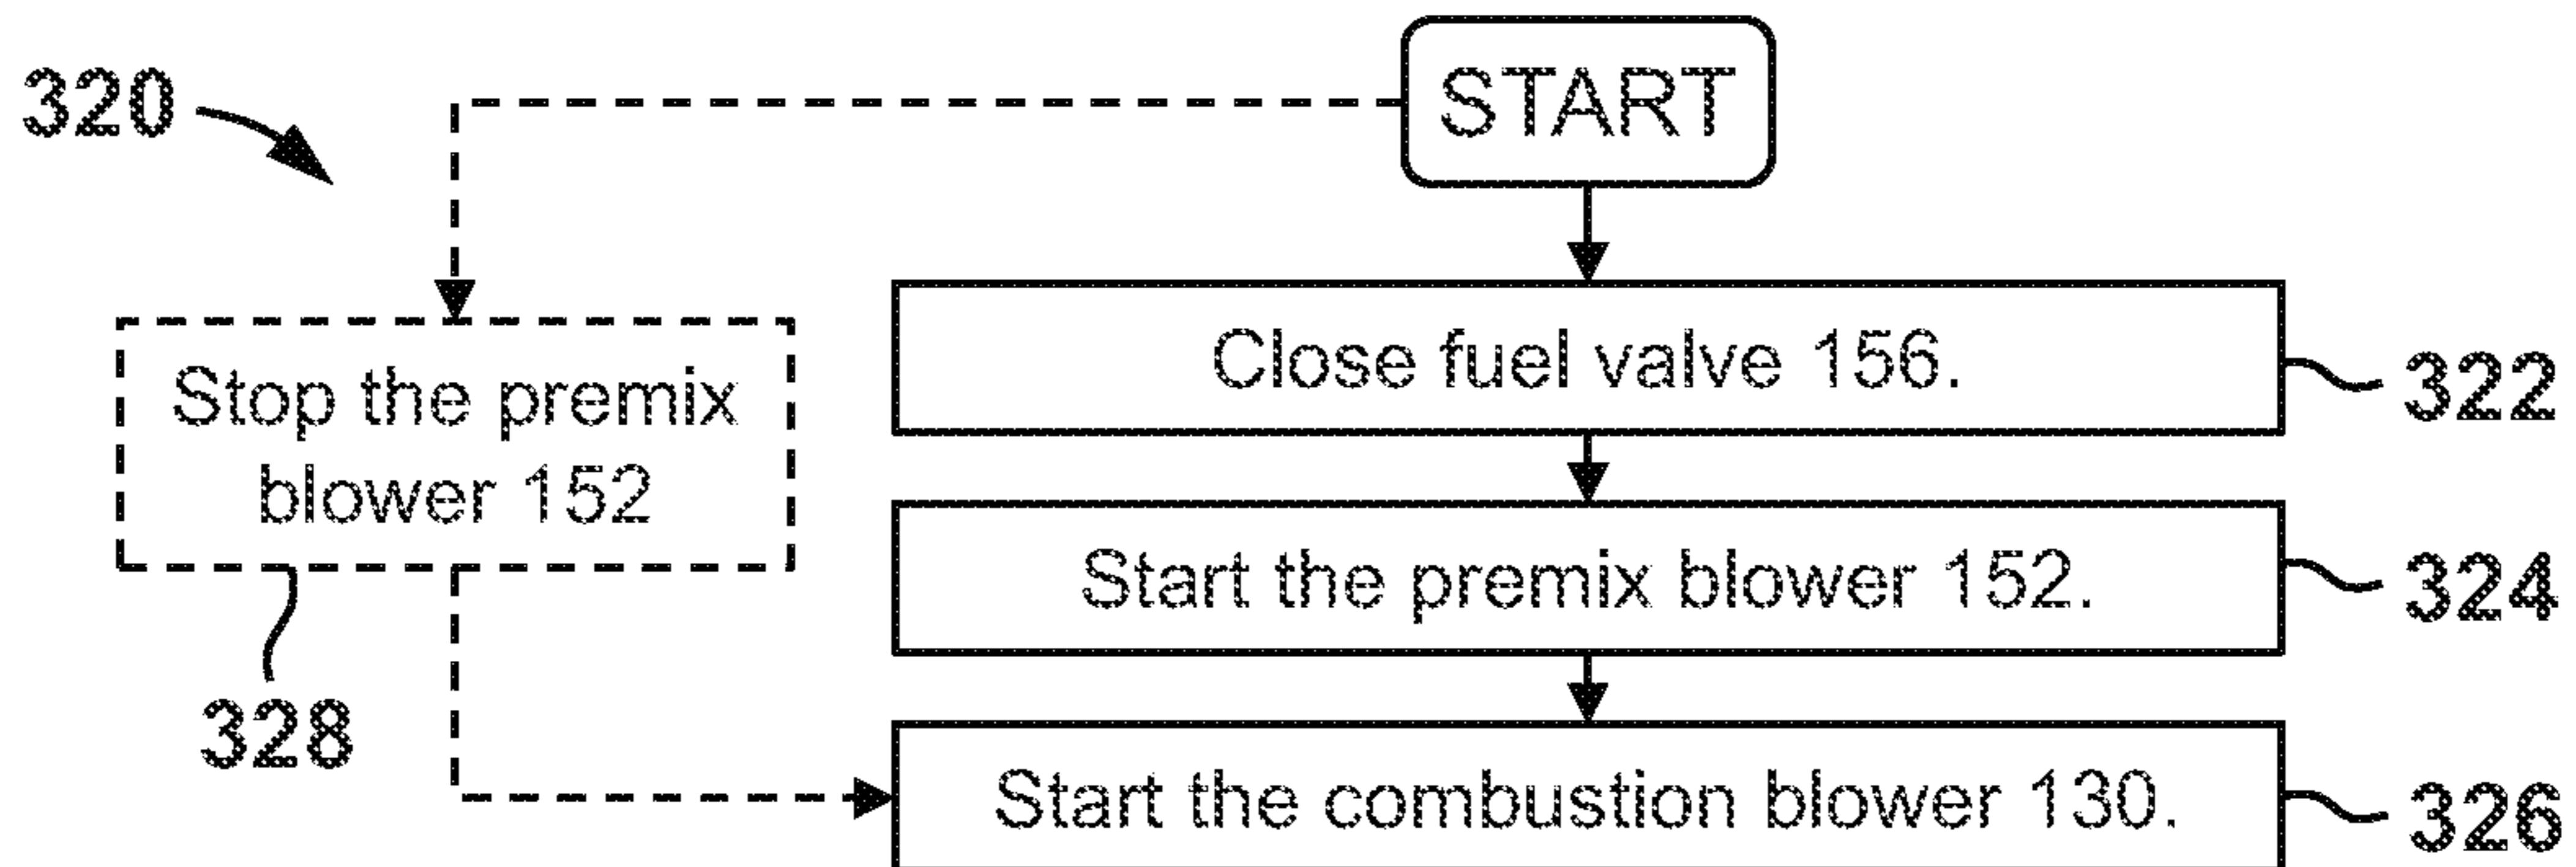 320
START
Close fuel valve 156.
322
Stop the premix
blower 152
Start the premix blower 152.
324
328
Start the combustion blower 130.
326